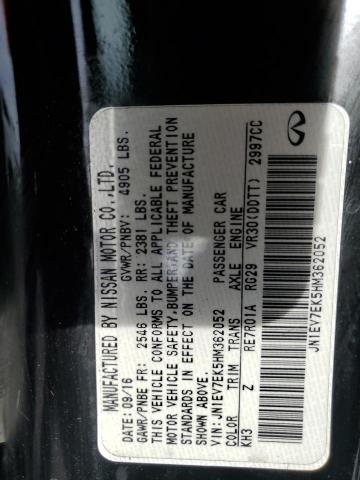 MANUFACTURED BY NISSAN MOTOR CO.,LTD.
DATE: 09/16 GVWR/PNBV: 4905 LBS.
GAWR/PNBE FR: 2546 LBS. RR: 2381 LBS.
THIS VEHICLE CONFORMS TO ALL APPLICABLE FEDERAL
MOTOR VEHICLE SAFETY,BUMPER,AND THEFT PREVENTION
STANDARDS IN EFFECT ON THE DATE OF MANUFACTURE
SHOWN ABOVE.
VIN: JN1EV7EK5HM362052 PASSENGER CAR
COLOR TRIM TRANS AXLE ENGINE
KH3 Z RE7R01A RG29 VR30(DDTT) 2997CC
JN1EV7EK5HM362052